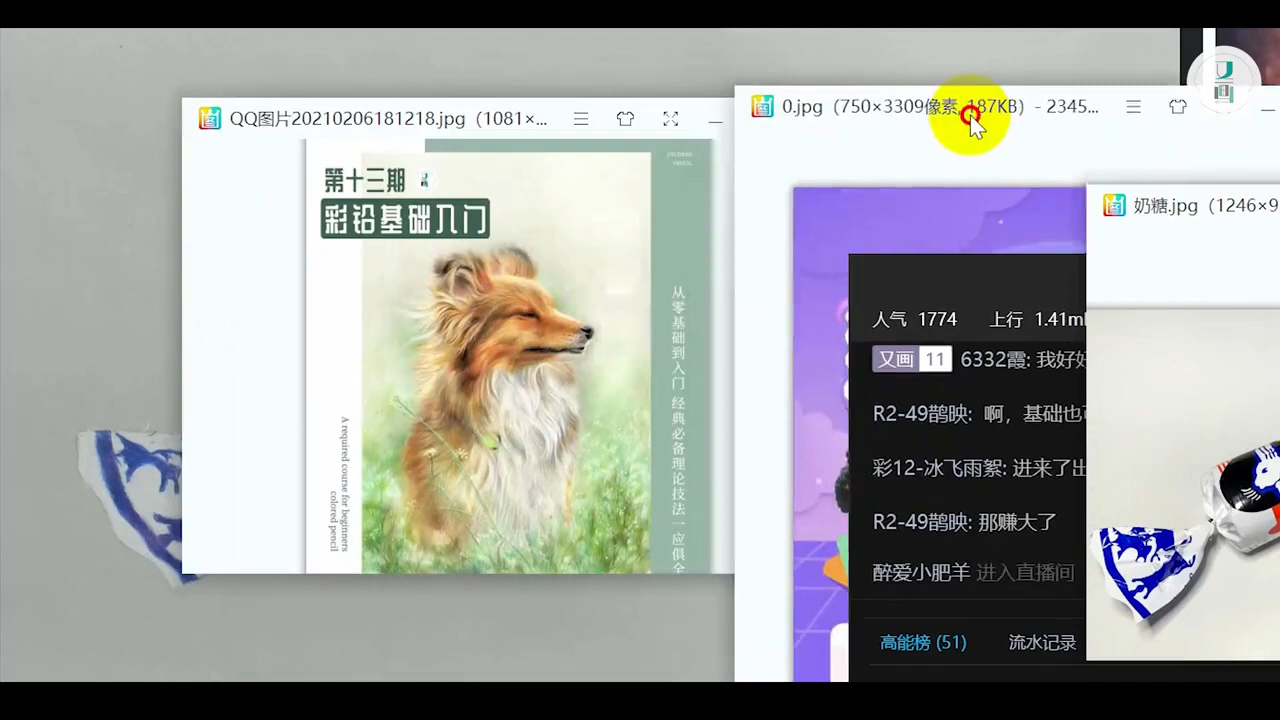 QQ图片20210206181218.jpg（1081×...
第十三期
彩铅基础入门
从零基础到入门 经典必备理论技法一应俱全
A required course for beginners
colored pencil
0.jpg（750×3309像素, 187KB）- 2345...
人气 1774 上行 1.41m
又画 11 6332霞: 我好好
R2-49鹊映: 啊，基础也
彩12-冰飞雨絮: 进来了出
R2-49鹊映: 那赚大了
醉爱小肥羊 进入直播间
高能榜 (51) 流水记录
奶糖.jpg（1246×9
又画